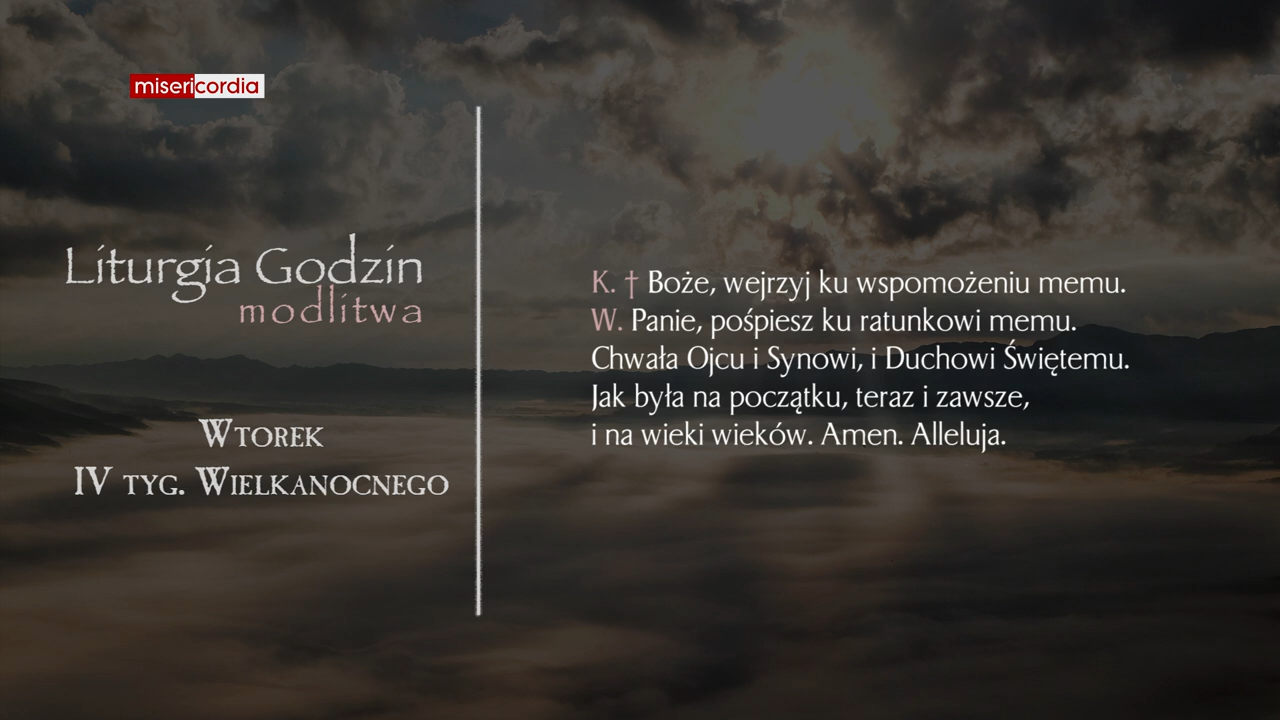 misericordia
Liturgia Godzin
modlitwa
Wtorek
IV tyg. Wielkanocnego
K. † Boże, wejrzyj ku wspomożeniu memu.
W. Panie, pośpiesz ku ratunkowi memu.
Chwała Ojcu i Synowi, i Duchowi Świętemu.
Jak była na początku, teraz i zawsze,
i na wieki wieków. Amen. Alleluja.